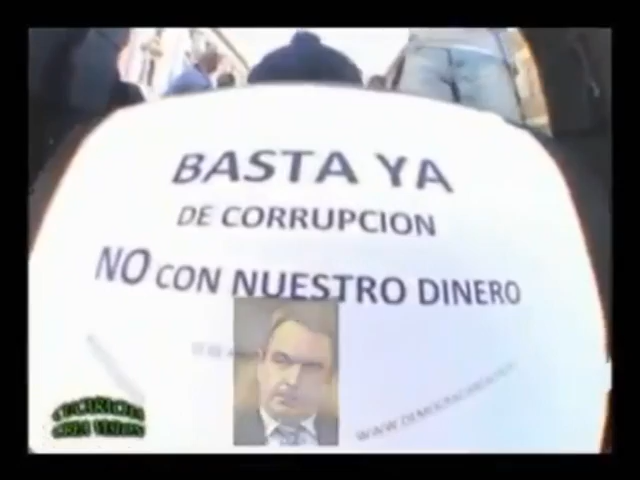 BASTA YA
DE CORRUPCION
NO CON NUESTRO DINERO